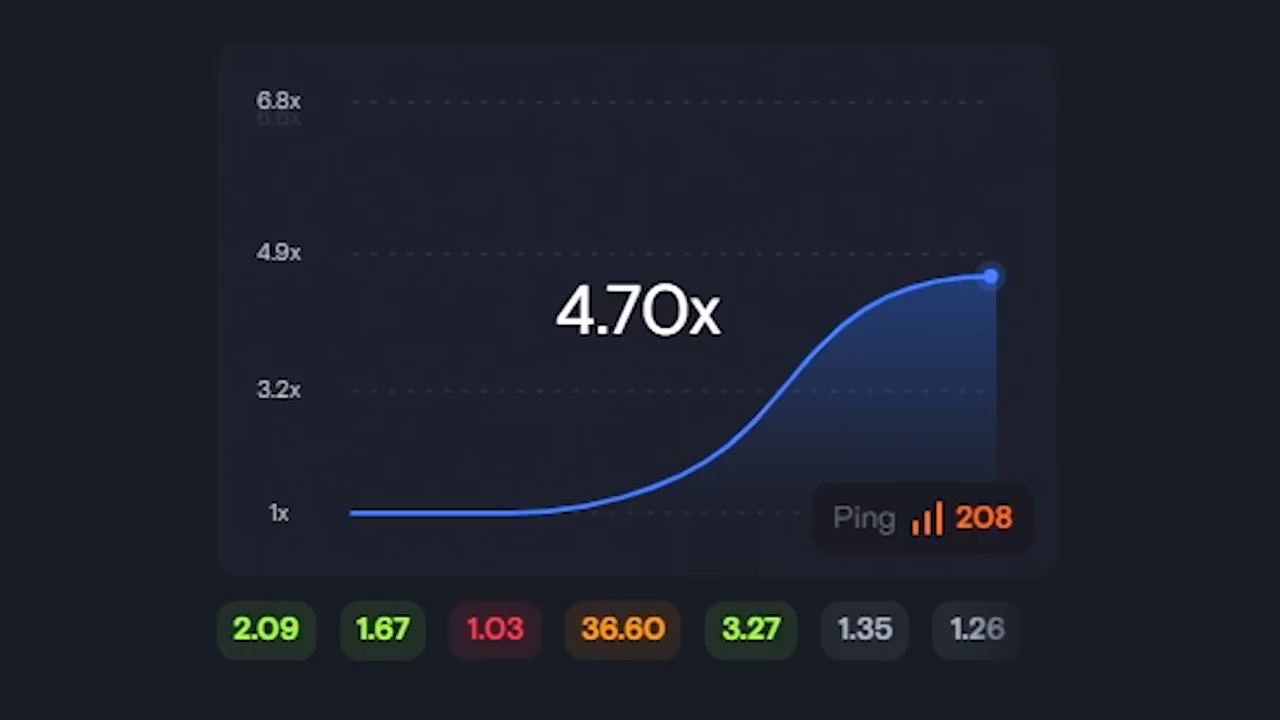 6.8x
4.9x
4.70x
3.2x
1x
Ping 208
2.09 1.67 1.03 36.60 3.27 1.35 1.26